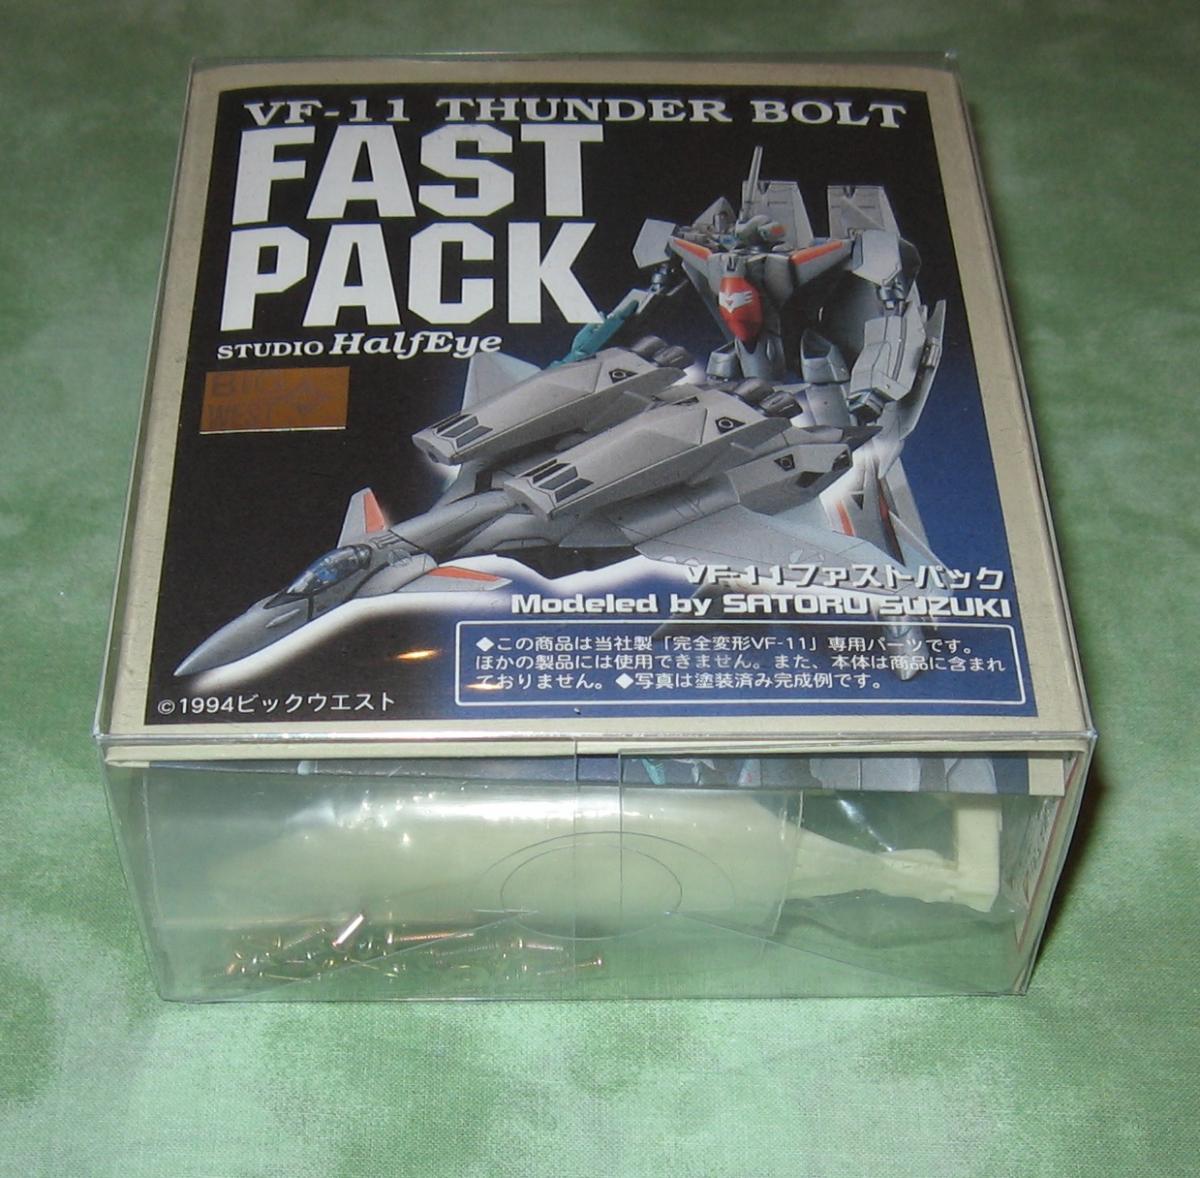 VF-11 THUNDER BOLT
FAST
PACK
STUDIO HalfEye
BIG
WEST
VF-11ファストパック
Modeled by SATORU SUZUKI
◆この商品は当社製「完全変形VF-11」専用パーツです。
ほかの製品には使用できません。また、本体は商品に含まれ
ておりません。◆写真は塗装済み完成例です。
©1994ビックウエスト